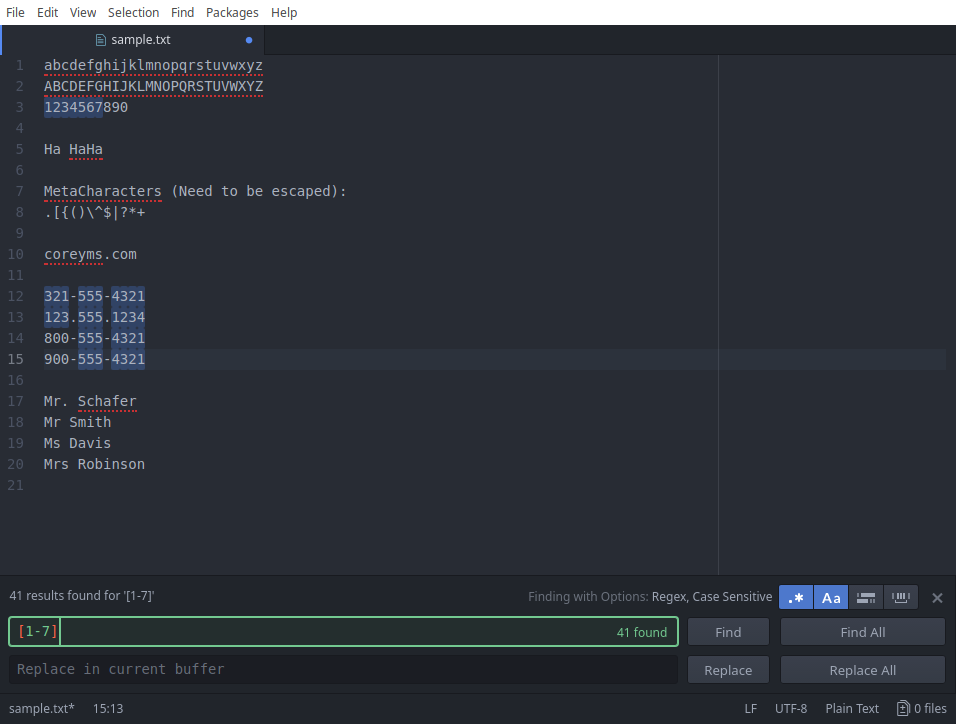 File Edit View Selection Find Packages Help
sample.txt
1 abcdefghijklmnopqrstuvwxyz
2 ABCDEFGHIJKLMNOPQRSTUVWXYZ
3 1234567890
4
5 Ha HaHa
6
7 MetaCharacters (Need to be escaped):
8 .[{()\^$|?*+
9
10 coreyms.com
11
12 321-555-4321
13 123.555.1234
14 800-555-4321
15 900-555-4321
16
17 Mr. Schafer
18 Mr Smith
19 Ms Davis
20 Mrs Robinson
21
41 results found for '[1-7]' Finding with Options: Regex, Case Sensitive .* Aa
[1-7] 41 found Find Find All
Replace in current buffer Replace Replace All
sample.txt* 15:13 LF UTF-8 Plain Text 0 files